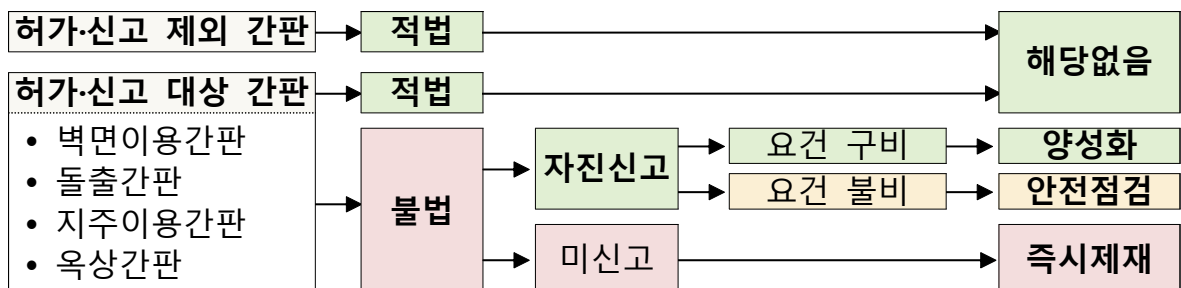 허가·신고 제외 간판
적법
해당없음
허가·신고 대상 간판
적법
• 벽면이용간판
• 돌출간판
• 지주이용간판
• 옥상간판
불법
자진신고
요건 구비
양성화
요건 불비
안전점검
미신고
즉시제재